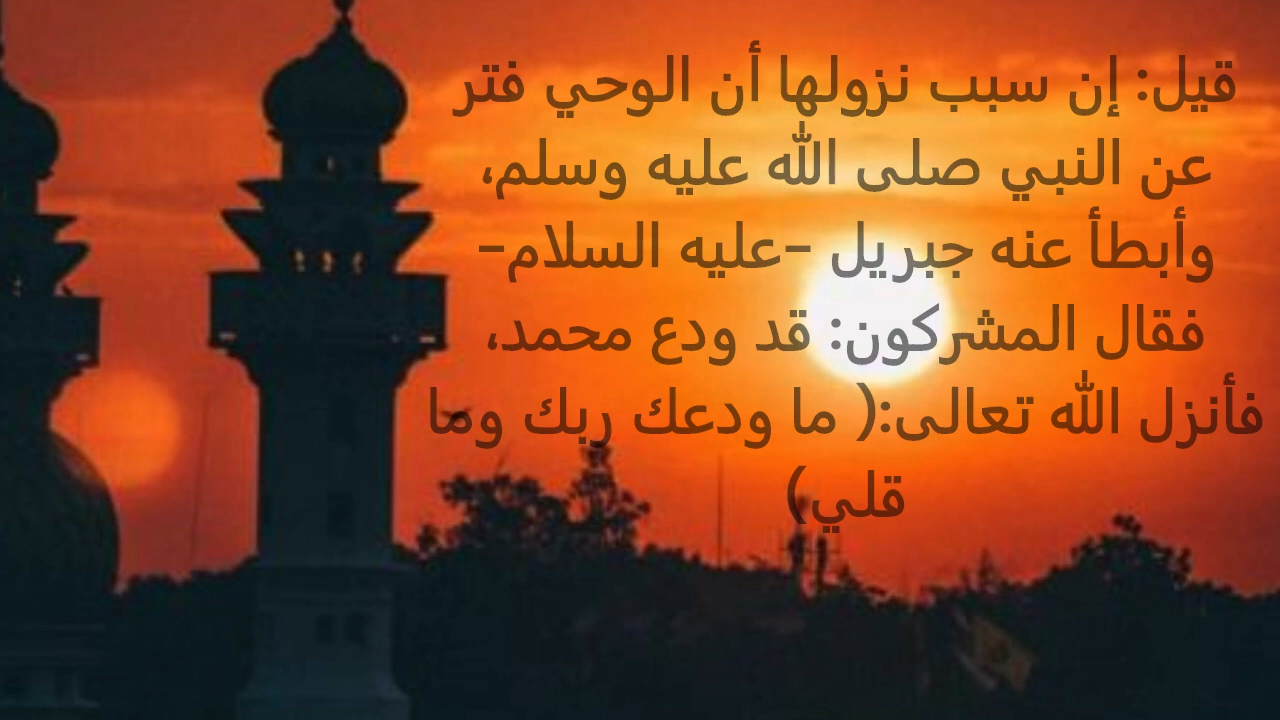 قيل: إن سبب نزولها أن الوحي فتر
عن النبي صلى الله عليه وسلم،
وأبطأ عنه جبريل –عليه السلام–
فقال المشركون: قد ودع محمد،
فأنزل الله تعالى:( ما ودعك ربك وما
قلي)